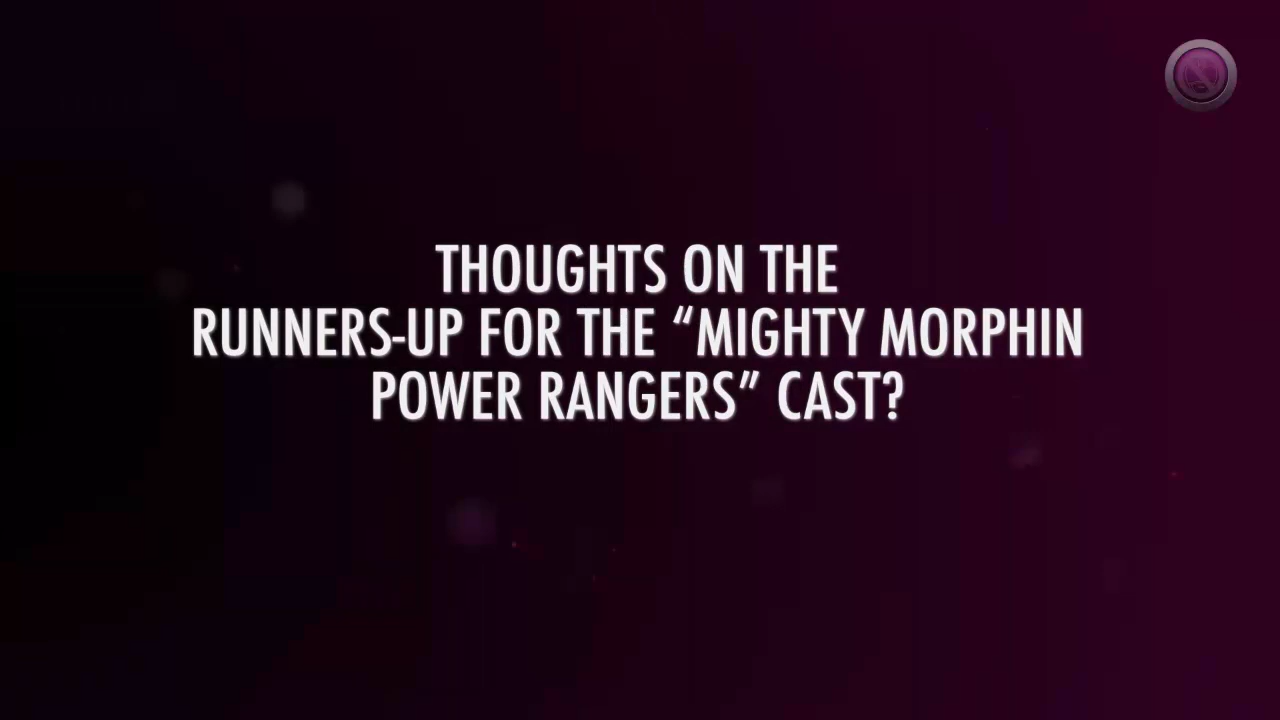 THOUGHTS ON THE
RUNNERS-UP FOR THE “MIGHTY MORPHIN
POWER RANGERS” CAST?